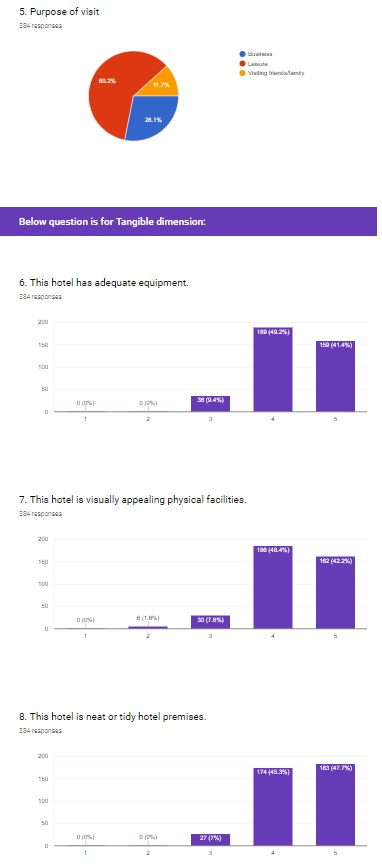 5. Purpose of visit
384 responses
Business
Leisure
Visiting friends/family
60.2%
11.7%
28.1%
Below question is for Tangible dimension:
6. This hotel has adequate equipment.
384 responses
200
150
100
50
0
0 (0%)
0 (0%)
36 (9.4%)
189 (49.2%)
159 (41.4%)
1 2 3 4 5
7. This hotel is visually appealing physical facilities.
384 responses
200
150
100
50
0
0 (0%)
6 (1.6%)
30 (7.8%)
186 (48.4%)
162 (42.2%)
1 2 3 4 5
8. This hotel is neat or tidy hotel premises.
384 responses
200
150
100
50
0
0 (0%)
0 (0%)
27 (7%)
174 (45.3%)
183 (47.7%)
1 2 3 4 5